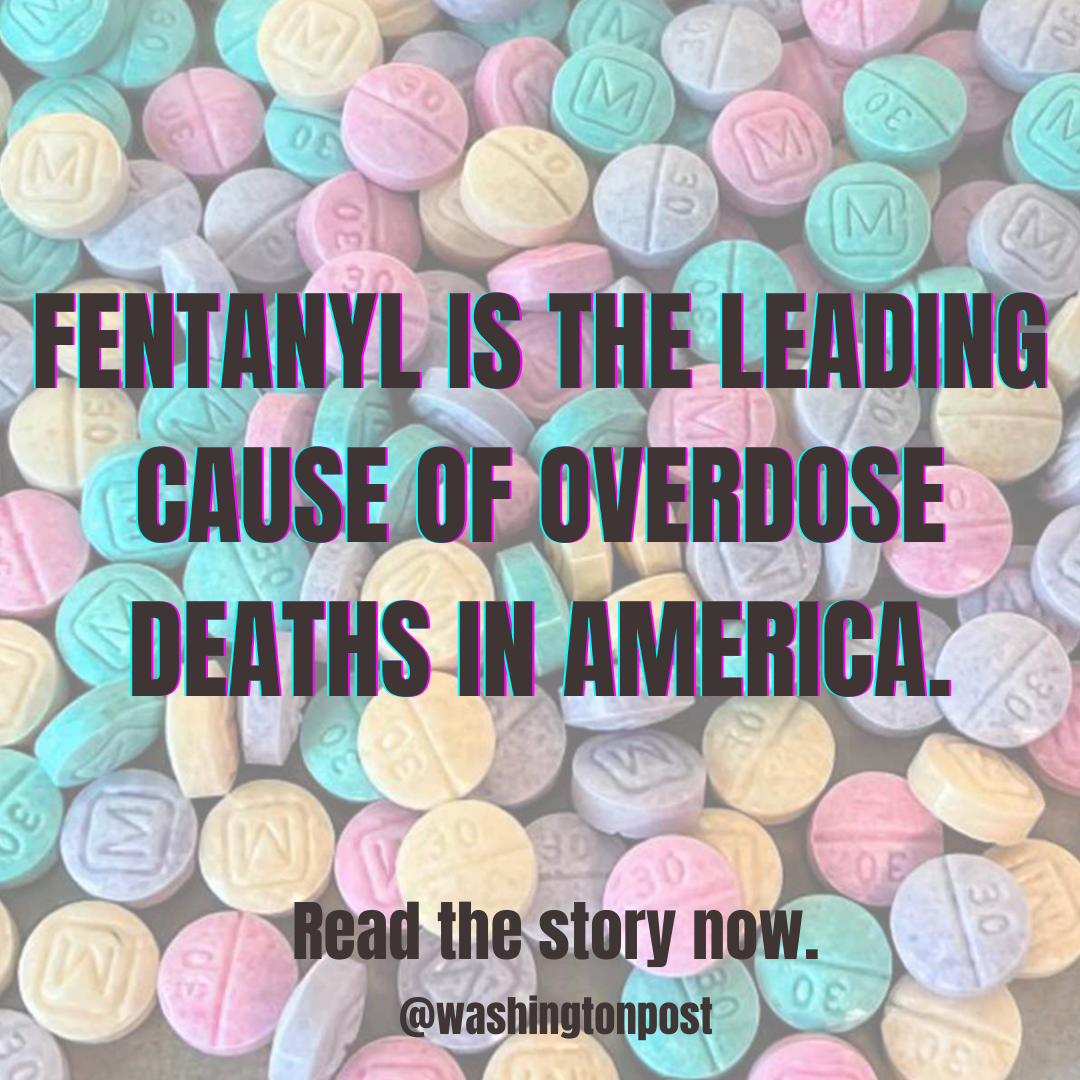 FENTANYL IS THE LEADING
CAUSE OF OVERDOSE
DEATHS IN AMERICA.
Read the story now.
@washingtonpost